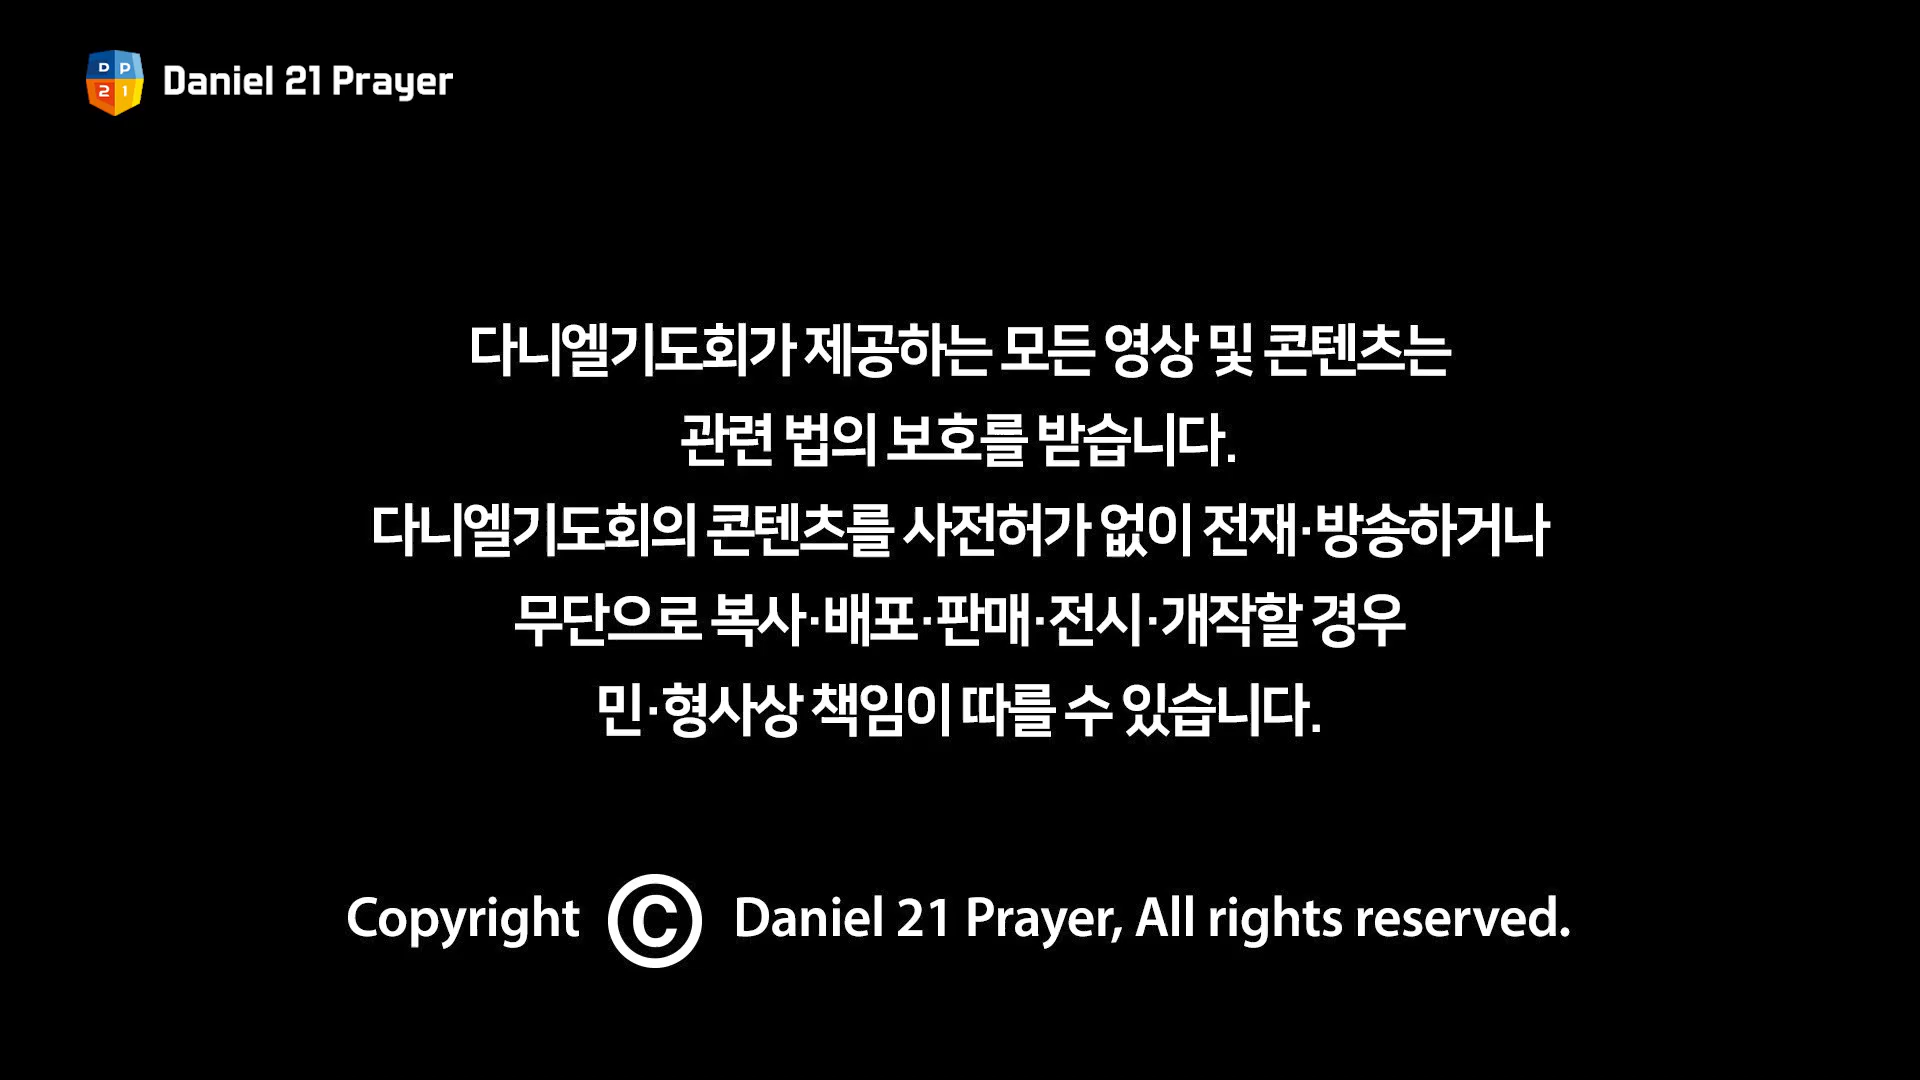 DP
21
Daniel 21 Prayer
다니엘기도회가 제공하는 모든 영상 및 콘텐츠는
관련 법의 보호를 받습니다.
다니엘기도회의 콘텐츠를 사전허가 없이 전재·방송하거나
무단으로 복사·배포·판매·전시·개작할 경우
민·형사상 책임이 따를 수 있습니다.
Copyright © Daniel 21 Prayer, All rights reserved.